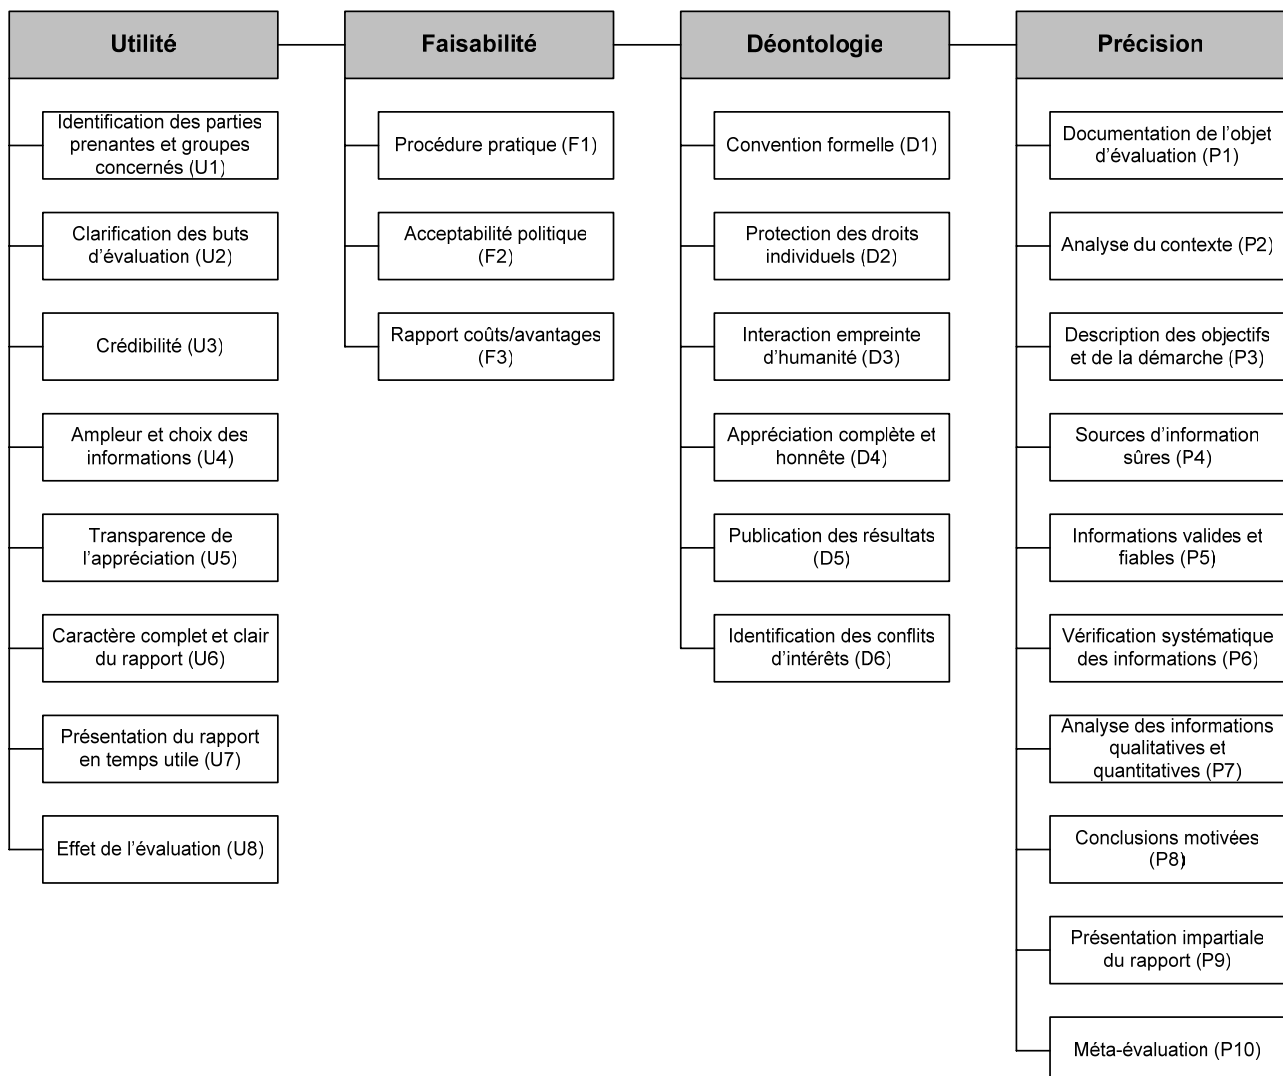 Utilité
Identification des parties
prenantes et groupes
concernés (U1)
Clarification des buts
d’évaluation (U2)
Crédibilité (U3)
Ampleur et choix des
informations (U4)
Transparence de
l’appréciation (U5)
Caractère complet et clair
du rapport (U6)
Présentation du rapport
en temps utile (U7)
Effet de l’évaluation (U8)
Faisabilité
Procédure pratique (F1)
Acceptabilité politique
(F2)
Rapport coûts/avantages
(F3)
Déontologie
Convention formelle (D1)
Protection des droits
individuels (D2)
Interaction empreinte
d’humanité (D3)
Appréciation complète et
honnête (D4)
Publication des résultats
(D5)
Identification des conflits
d’intérêts (D6)
Précision
Documentation de l’objet
d’évaluation (P1)
Analyse du contexte (P2)
Description des objectifs
et de la démarche (P3)
Sources d’information
sûres (P4)
Informations valides et
fiables (P5)
Vérification systématique
des informations (P6)
Analyse des informations
qualitatives et
quantitatives (P7)
Conclusions motivées
(P8)
Présentation impartiale
du rapport (P9)
Méta-évaluation (P10)